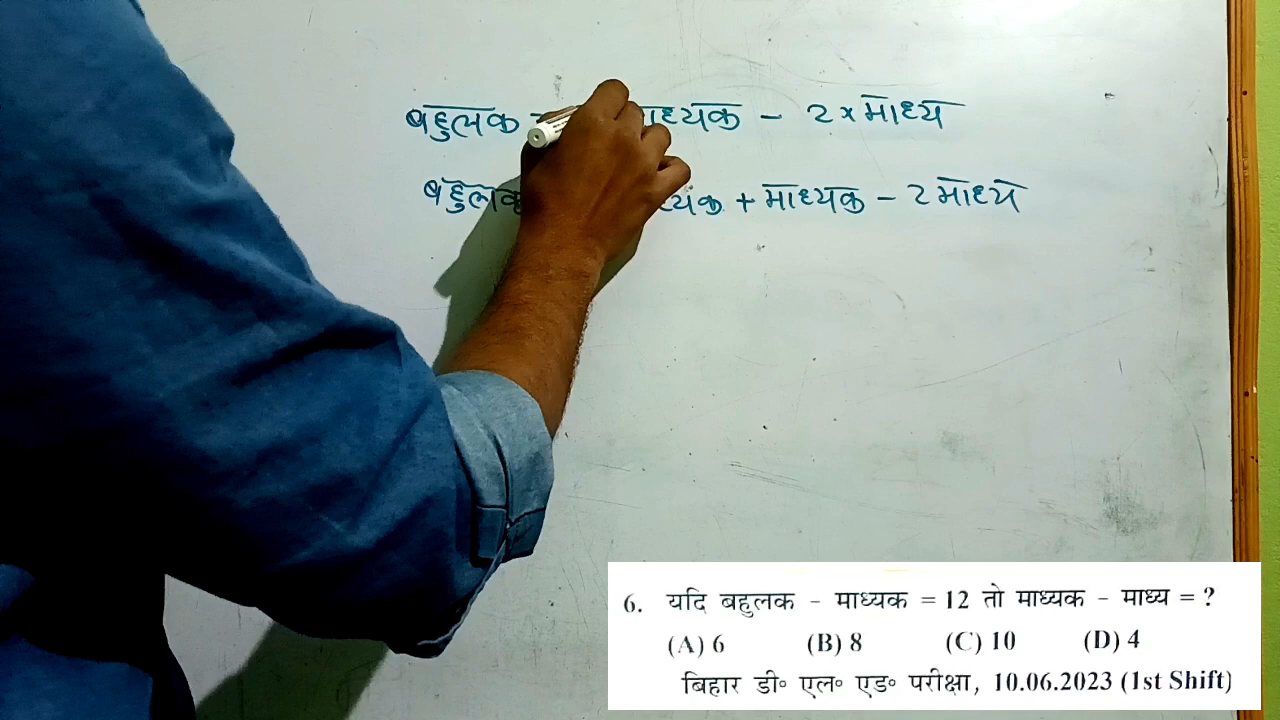 बहुलक = माध्यक - 2 x माध्य
बहुलक + माध्यक - 2 माध्य
6. यदि बहुलक - माध्यक = 12 तो माध्यक - माध्य = ?
(A) 6 (B) 8 (C) 10 (D) 4
बिहार डी॰ एल॰ एड॰ परीक्षा, 10.06.2023 (1st Shift)